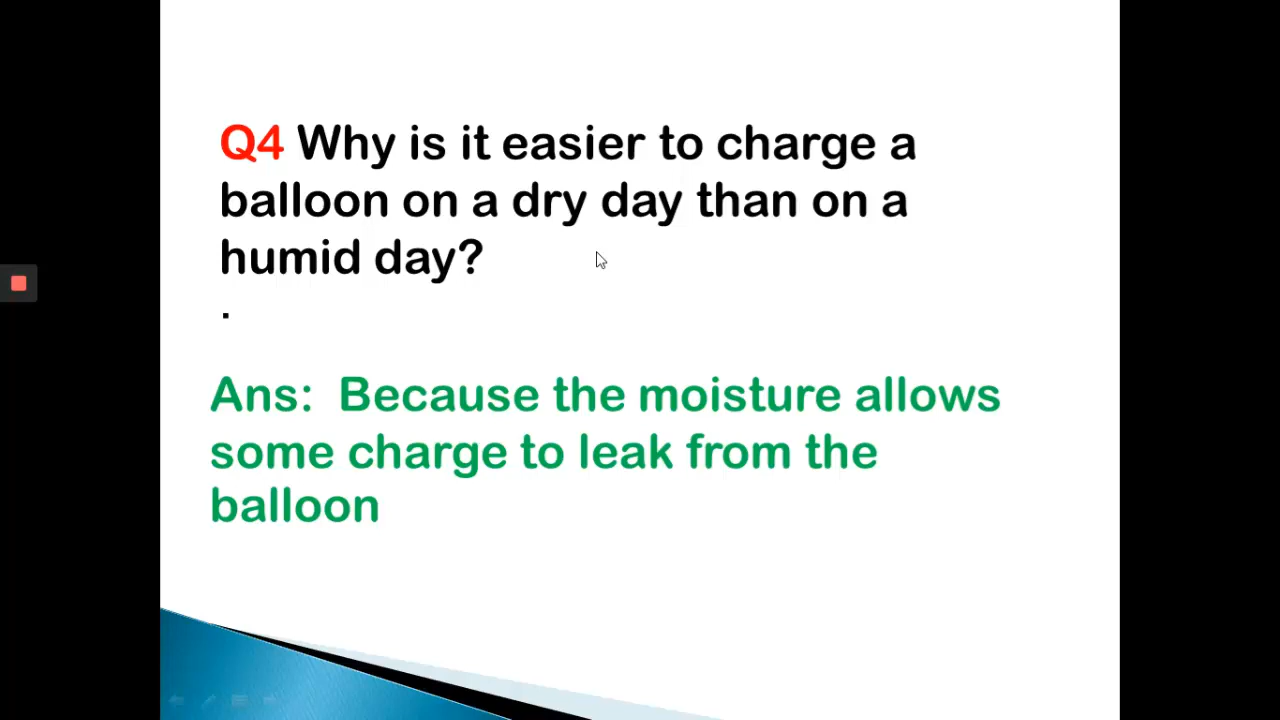 Q4 Why is it easier to charge a
balloon on a dry day than on a
humid day?
.
Ans:  Because the moisture allows
some charge to leak from the
balloon